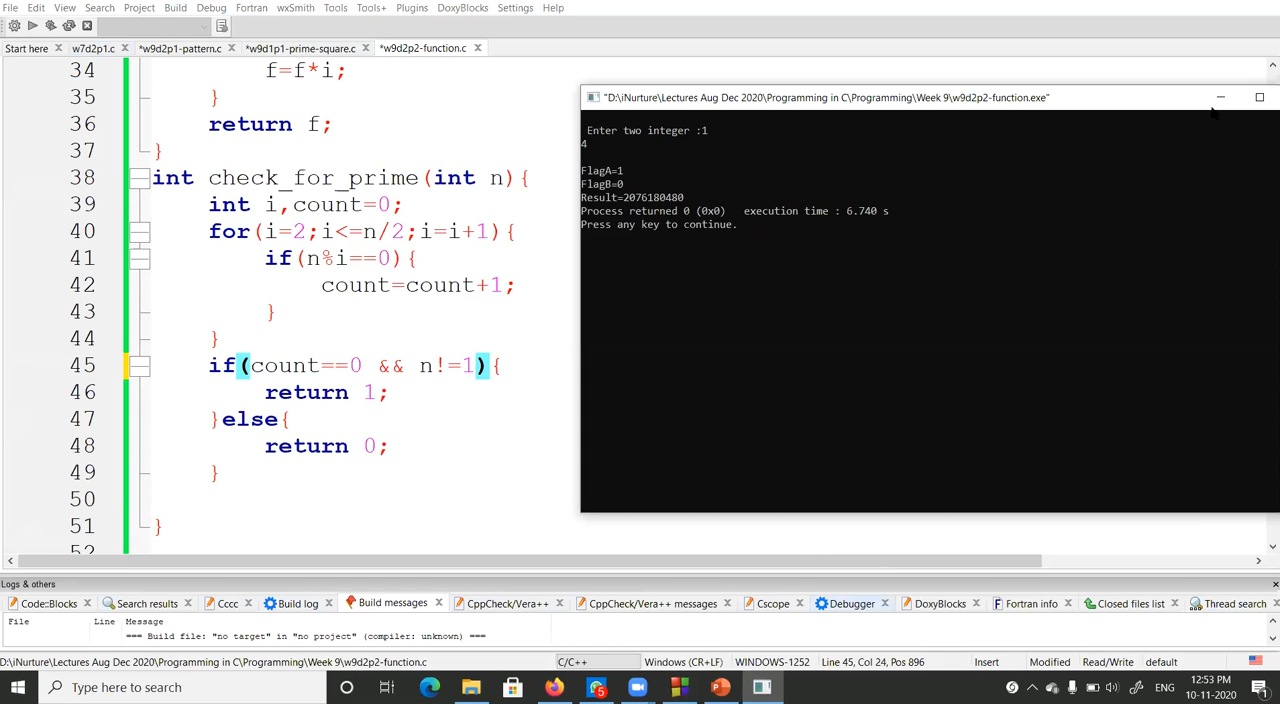 File Edit View Search Project Build Debug Fortran wxSmith Tools Tools+ Plugins DoxyBlocks Settings Help
Start here w7d2p1.c *w9d2p1-pattern.c *w9d1p1-prime-square.c *w9d2p2-function.c
34 f=f*i;
35 }
36 return f;
37 }
38 int check_for_prime(int n){
39 int i,count=0;
40 for(i=2;i<=n/2;i=i+1){
41 if(n%i==0){
42 count=count+1;
43 }
44 }
45 if(count==0 && n!=1){
46 return 1;
47 }else{
48 return 0;
49 }
50
51 }
52
"D:\iNurture\Lectures Aug Dec 2020\Programming in C\Programming\Week 9\w9d2p2-function.exe"
Enter two integer :1
4
FlagA=1
FlagB=0
Result=2076180480
Process returned 0 (0x0) execution time : 6.740 s
Press any key to continue.
Logs & others
Code::Blocks Search results Cccc Build log Build messages CppCheck/Vera++ CppCheck/Vera++ messages Cscope Debugger DoxyBlocks Fortran info Closed files list Thread search
File Line Message
=== Build file: "no target" in "no project" (compiler: unknown) ===
D:\iNurture\Lectures Aug Dec 2020\Programming in C\Programming\Week 9\w9d2p2-function.c C/C++ Windows (CR+LF) WINDOWS-1252 Line 45, Col 24, Pos 896 Insert Modified Read/Write default
Type here to search 5 ENG 12:53 PM 10-11-2020 1